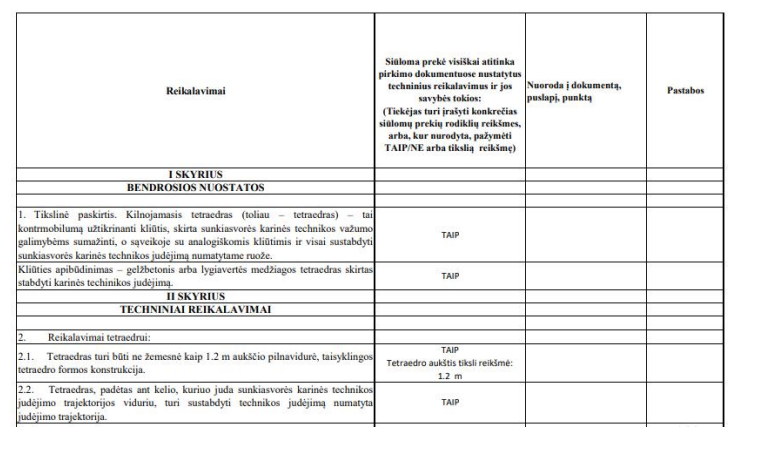 Reikalavimai
Siūloma prekė visiškai atitinka
pirkimo dokumentuose nustatytus
techninius reikalavimus ir jos
savybės tokios:
(Tiekėjas turi įrašyti konkrečias
siūlomų prekių rodiklių reikšmes,
arba, kur nurodyta, pažymėti
TAIP/NE arba tikslią reikšmę)
Nuoroda į dokumentą,
puslapį, punktą
Pastabos
I SKYRIUS
BENDROSIOS NUOSTATOS
1. Tikslinė paskirtis. Kilnojamasis tetraedras (toliau – tetraedras) – tai
kontrmobilumą užtikrinanti kliūtis, skirta sunkiasvorės karinės technikos važumo
galimybėms sumažinti, o sąveikoje su analogiškomis kliūtimis ir visai sustabdyti
sunkiasvorės karinės technikos judėjimą numatytame ruože.
TAIP
Kliūties apibūdinimas – gelžbetonis arba lygiavertės medžiagos tetraedras skirtas
stabdyti karinės techinikos judėjimą.
TAIP
II SKYRIUS
TECHNINIAI REIKALAVIMAI
2. Reikalavimai tetraedrui:
2.1. Tetraedras turi būti ne žemesnė kaip 1.2 m aukščio pilnavidurė, taisyklingos
tetraedro formos konstrukcija.
TAIP
Tetraedro aukštis tiksli reikšmė:
1.2 m
2.2. Tetraedras, padėtas ant kelio, kuriuo juda sunkiasvorės karinės technikos
judėjimo trajektorijos viduriu, turi sustabdyti technikos judėjimą numatyta
judėjimo trajektorija.
TAIP